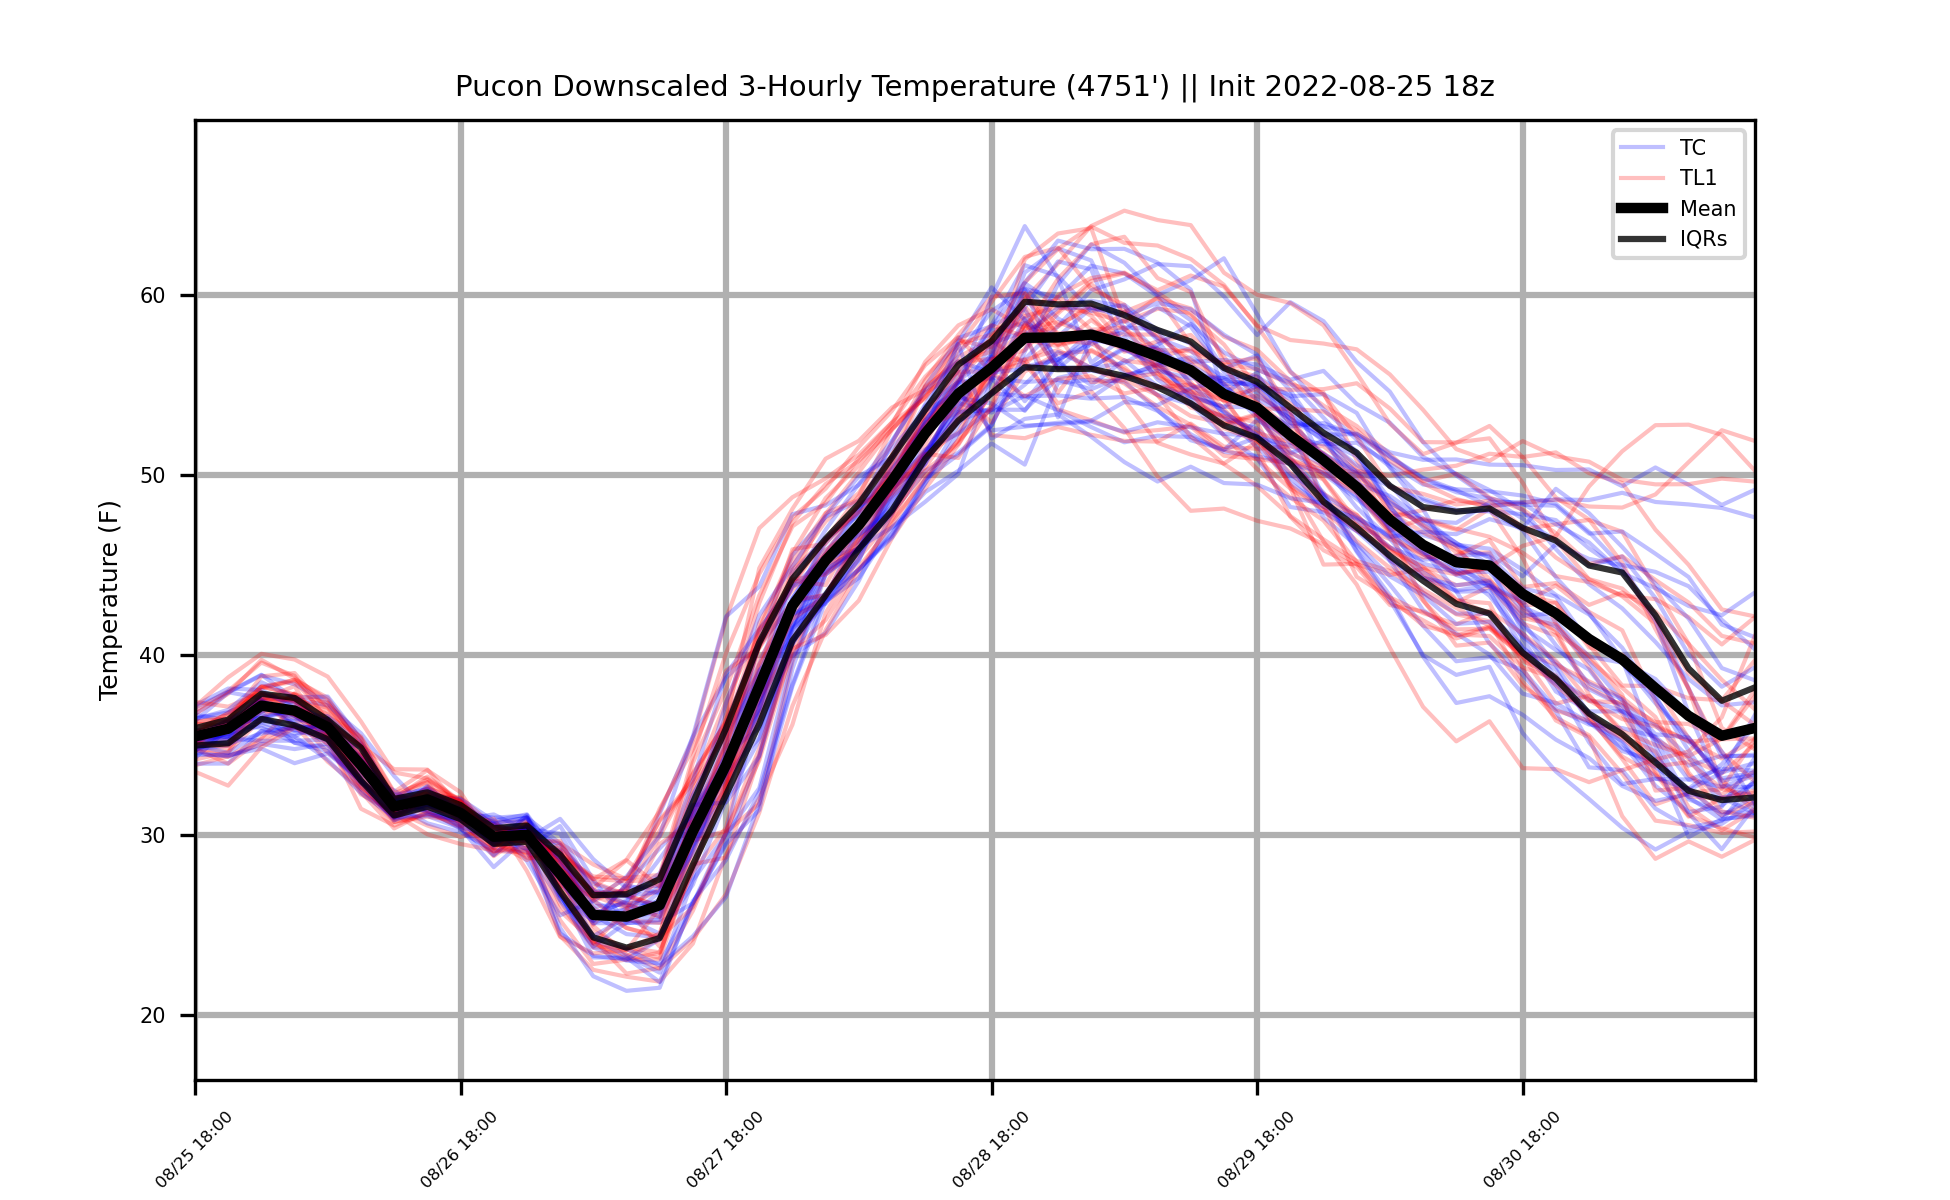 Pucon Downscaled 3-Hourly Temperature (4751') || Init 2022-08-25 18z
TC
TL1
Mean
IQRs
Temperature (F)
60
50
40
30
20
08/25 18:00
08/26 18:00
08/27 18:00
08/28 18:00
08/29 18:00
08/30 18:00